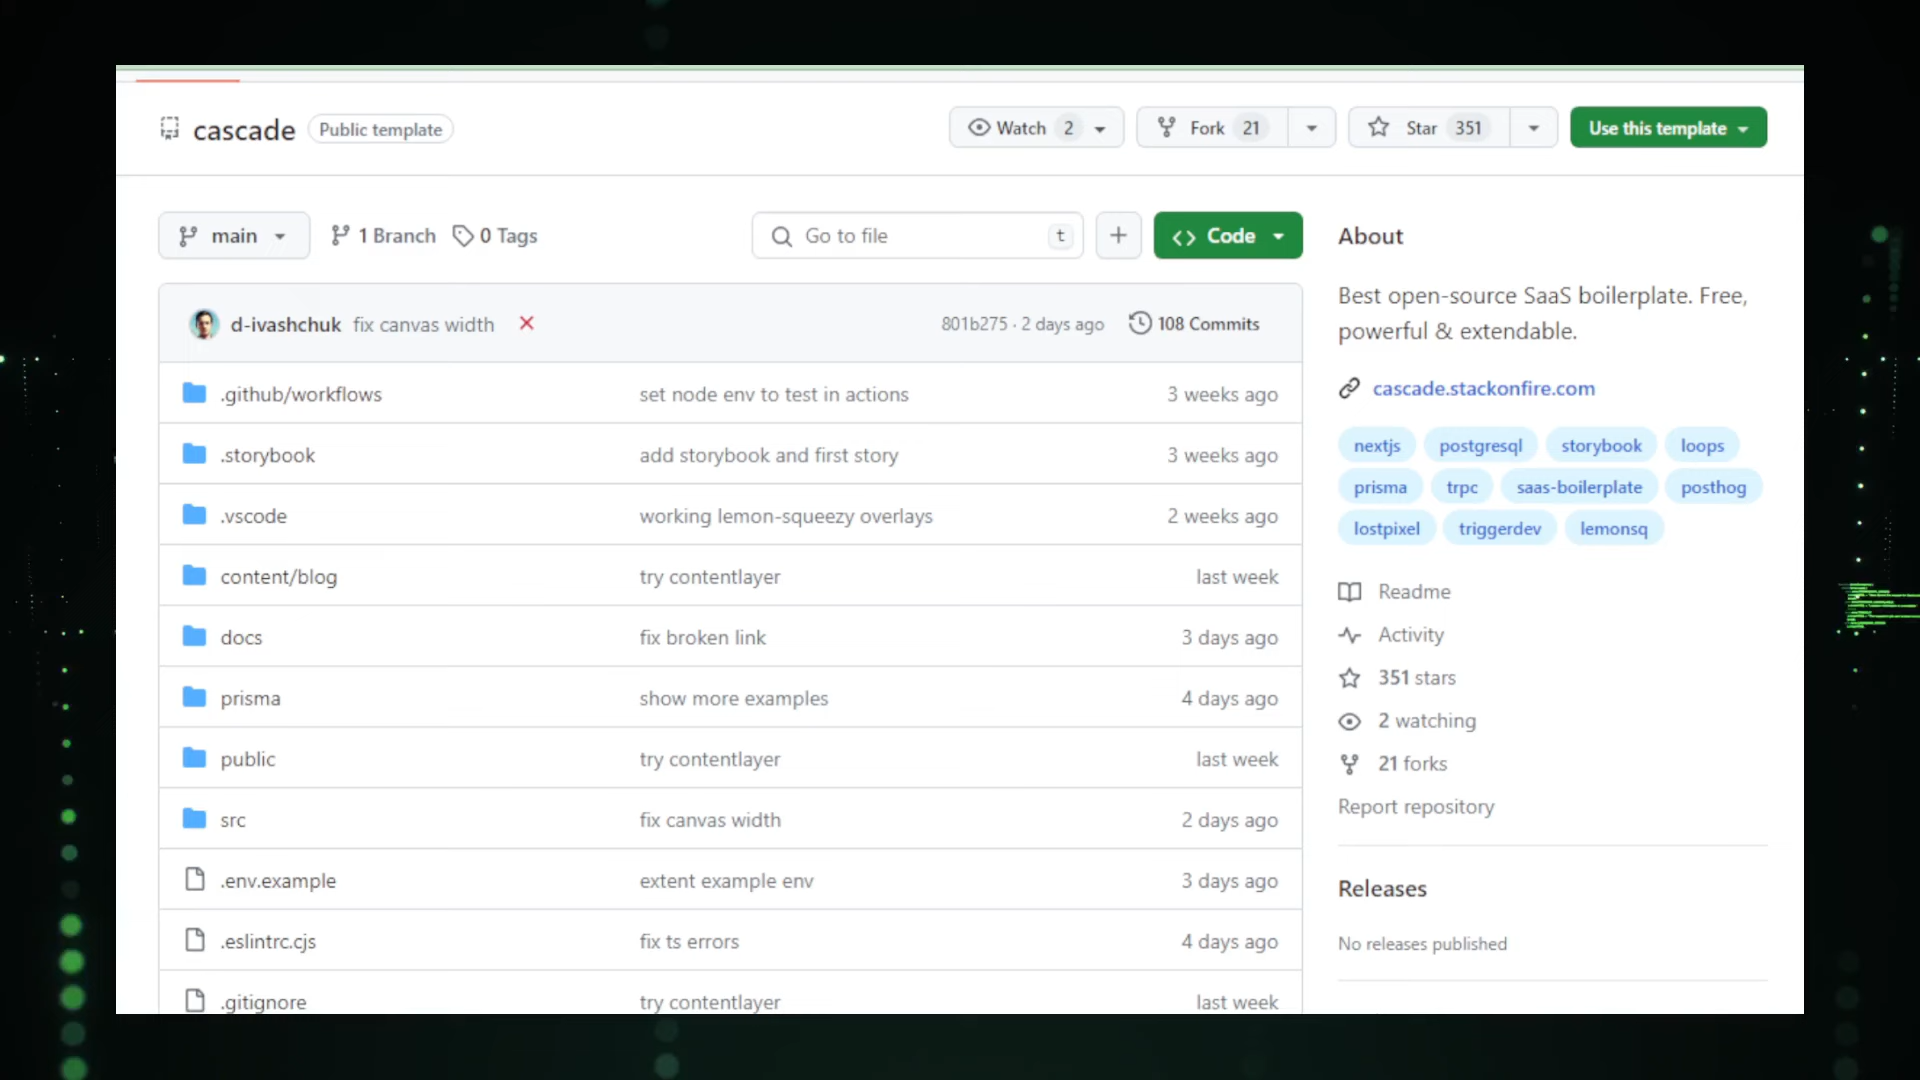 cascade Public template Watch 2 Fork 21 Star 351 Use this template
main 1 Branch 0 Tags Go to file t + Code
d-ivashchuk fix canvas width 801b275 · 2 days ago 108 Commits
.github/workflows set node env to test in actions 3 weeks ago
.storybook add storybook and first story 3 weeks ago
.vscode working lemon-squeezy overlays 2 weeks ago
content/blog try contentlayer last week
docs fix broken link 3 days ago
prisma show more examples 4 days ago
public try contentlayer last week
src fix canvas width 2 days ago
.env.example extent example env 3 days ago
.eslintrc.cjs fix ts errors 4 days ago
.gitignore try contentlayer last week
About
Best open-source SaaS boilerplate. Free,
powerful & extendable.
cascade.stackonfire.com
nextjs postgresql storybook loops
prisma trpc saas-boilerplate posthog
lostpixel triggerdev lemonsq
Readme
Activity
351 stars
2 watching
21 forks
Report repository
Releases
No releases published